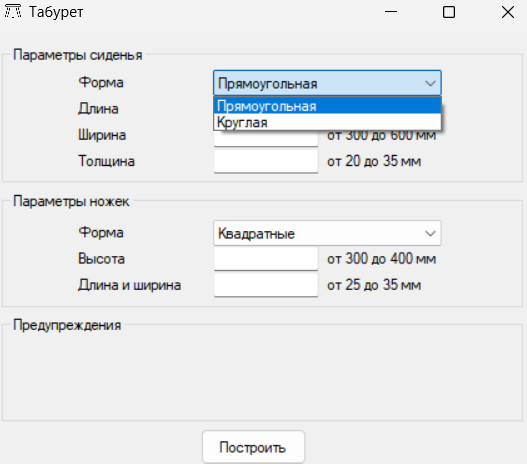 Табурет
Параметры сиденья
Форма Прямоугольная
Длина Прямоугольная
Круглая
Ширина от 300 до 600 мм
Толщина от 20 до 35 мм
Параметры ножек
Форма Квадратные
Высота от 300 до 400 мм
Длина и ширина от 25 до 35 мм
Предупреждения
Построить